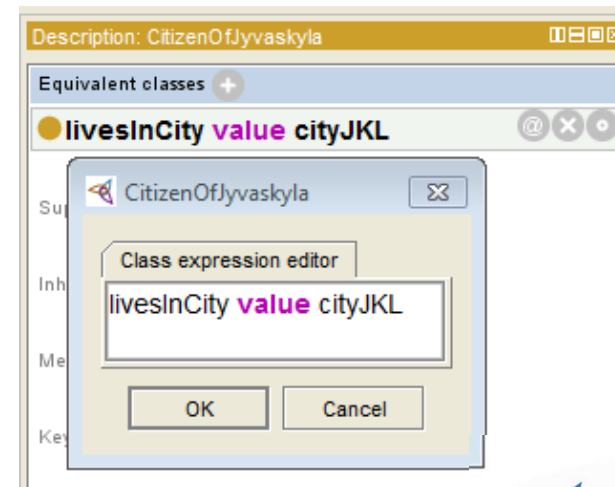 Description: CitizenOfJyvaskyla
Equivalent classes
livesInCity value cityJKL
CitizenOfJyvaskyla
Class expression editor
livesInCity value cityJKL
OK Cancel